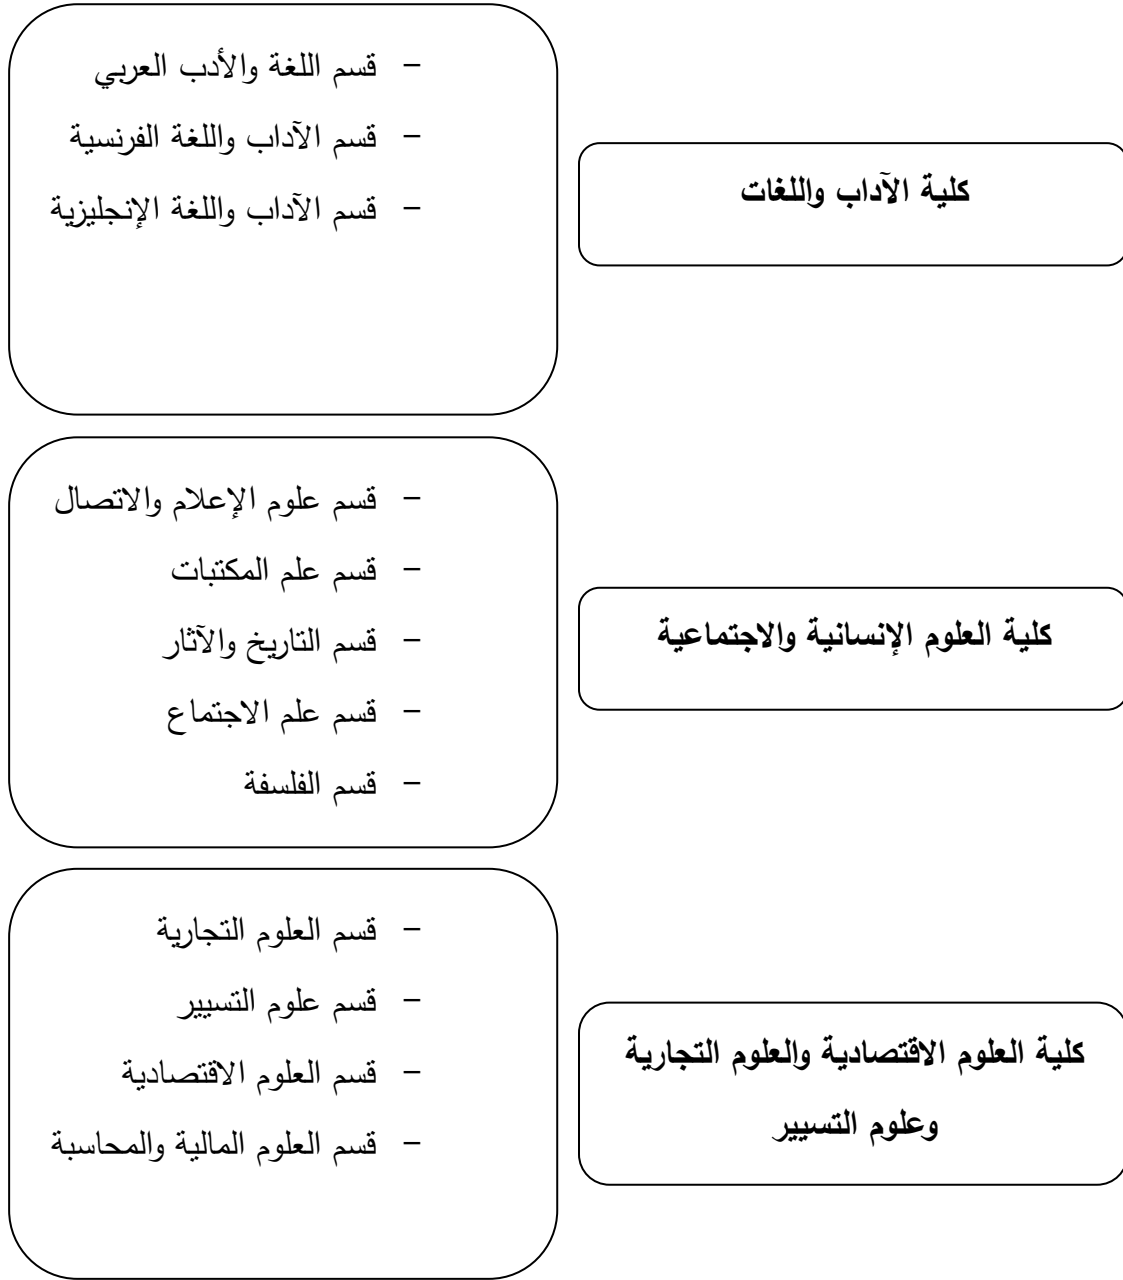 كلية الآداب واللغات
- قسم اللغة والأدب العربي
- قسم الآداب واللغة الفرنسية
- قسم الآداب واللغة الإنجليزية
كلية العلوم الإنسانية والاجتماعية
- قسم علوم الإعلام والاتصال
- قسم علم المكتبات
- قسم التاريخ والآثار
- قسم علم الاجتماع
- قسم الفلسفة
كلية العلوم الاقتصادية والعلوم التجارية
وعلوم التسيير
- قسم العلوم التجارية
- قسم علوم التسيير
- قسم العلوم الاقتصادية
- قسم العلوم المالية والمحاسبة